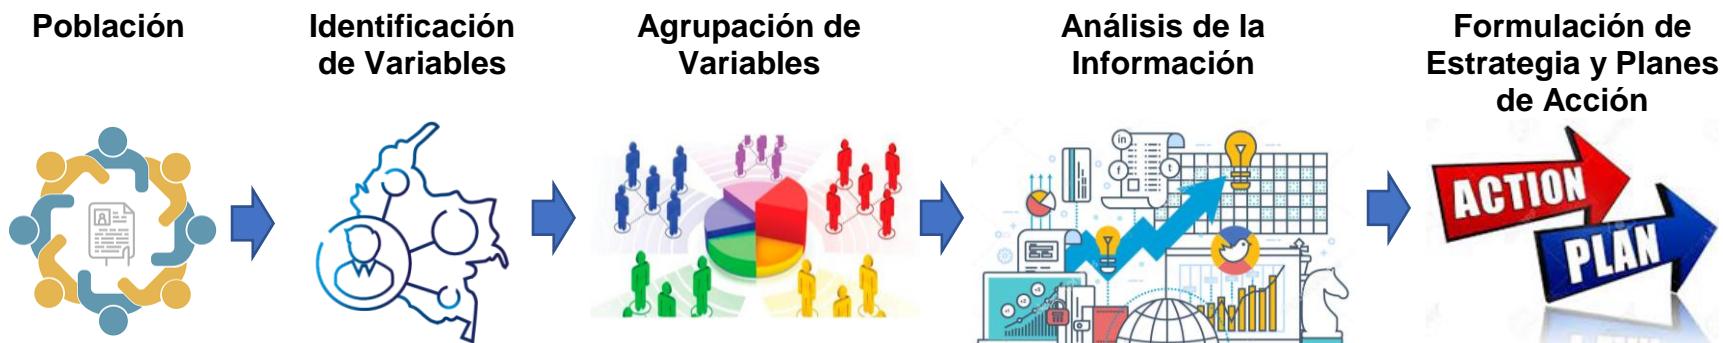 Población
Identificación
de Variables
Agrupación de
Variables
Análisis de la
Información
Formulación de
Estrategia y Planes
de Acción
in
f
t
ACTION
PLAN